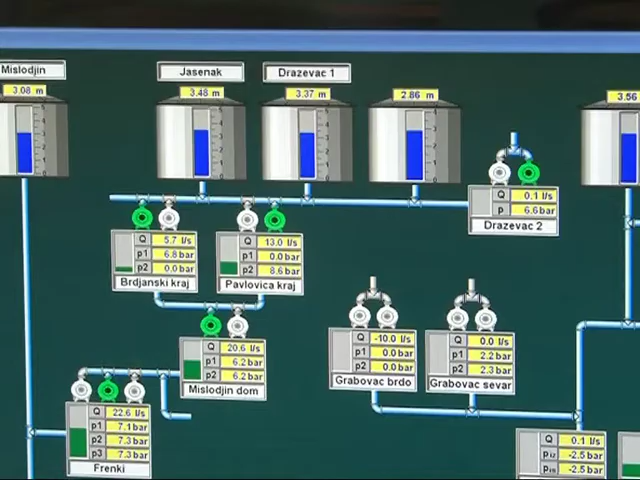 Mislodjin
Jasenak
Drazevac 1
3.08 m
3.48 m
3.37 m
2.86 m
3.56
Q 0.1 l/s
p 6.6 bar
Drazevac 2
Q 5.7 l/s
p1 6.8 bar
p2 0.0 bar
Brdjanski kraj
Q 13.0 l/s
p1 0.0 bar
p2 8.6 bar
Pavlovica kraj
Q 20.6 l/s
p1 6.2 bar
p2 6.2 bar
Mislodjin dom
Q -10.0 l/s
p1 0.0 bar
p2 0.0 bar
Grabovac brdo
Q 0.0 l/s
p1 2.2 bar
p2 2.3 bar
Grabovac sevar
Q 22.6 l/s
p1 7.1 bar
p2 7.3 bar
p3 7.3 bar
Frenki
Q 0.1 l/s
piz -2.5 bar
-2.5 bar